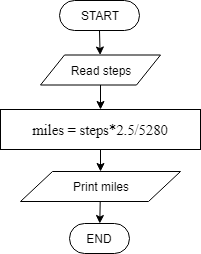 START
Read steps
miles = steps*2.5/5280
Print miles
END